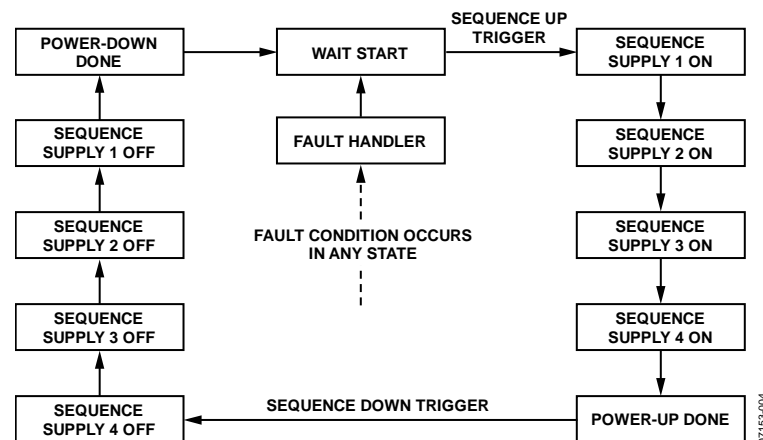 POWER-DOWN
DONE
WAIT START
SEQUENCE UP
TRIGGER
SEQUENCE
SUPPLY 1 ON
SEQUENCE
SUPPLY 1 OFF
FAULT HANDLER
SEQUENCE
SUPPLY 2 ON
SEQUENCE
SUPPLY 2 OFF
FAULT CONDITION OCCURS
IN ANY STATE
SEQUENCE
SUPPLY 3 ON
SEQUENCE
SUPPLY 3 OFF
SEQUENCE
SUPPLY 4 ON
SEQUENCE
SUPPLY 4 OFF
SEQUENCE DOWN TRIGGER
POWER-UP DONE
07153-004